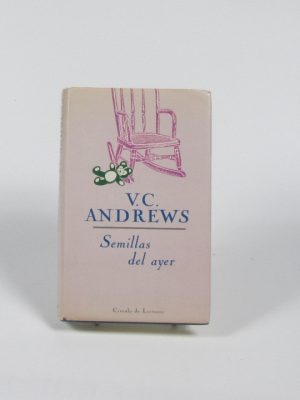 V.C.
ANDREWS
Semillas
del ayer
Círculo de Lectores